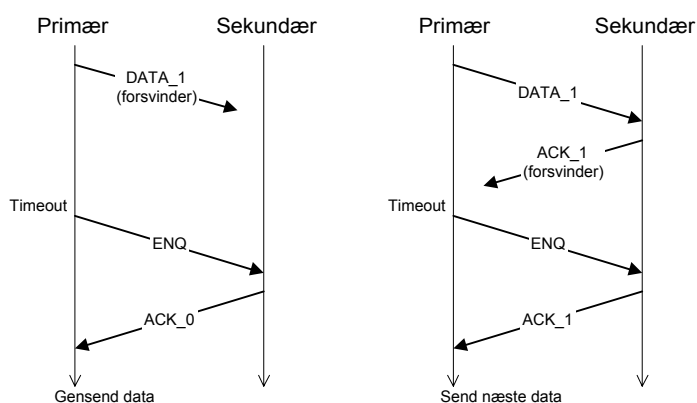 Primær
Sekundær
DATA_1
(forsvinder)
Timeout
ENQ
ACK_0
Gensend data
Primær
Sekundær
DATA_1
ACK_1
(forsvinder)
Timeout
ENQ
ACK_1
Send næste data